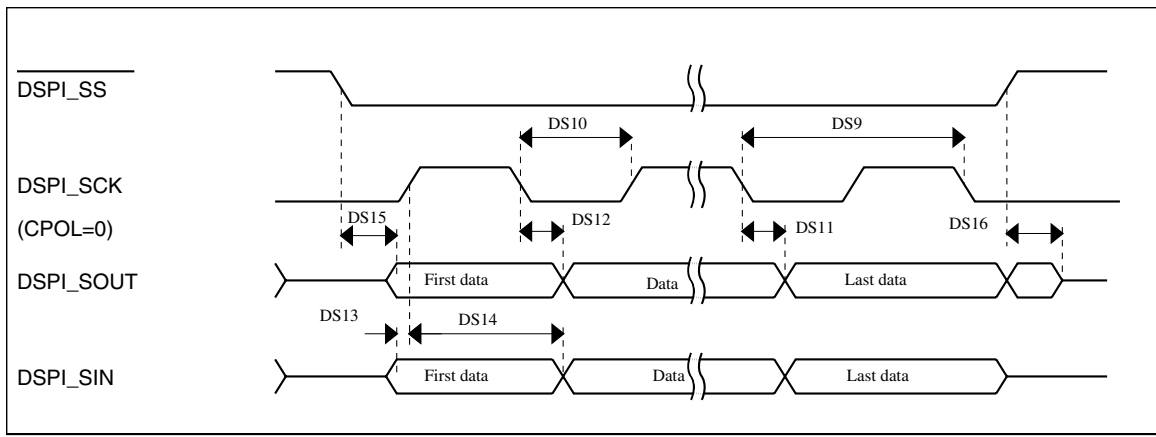 DSPI_SS
DS10
DS9
DSPI_SCK
(CPOL=0)
DS15
DS12
DS11
DS16
DSPI_SOUT
First data
Data
Last data
DS13
DS14
DSPI_SIN
First data
Data
Last data